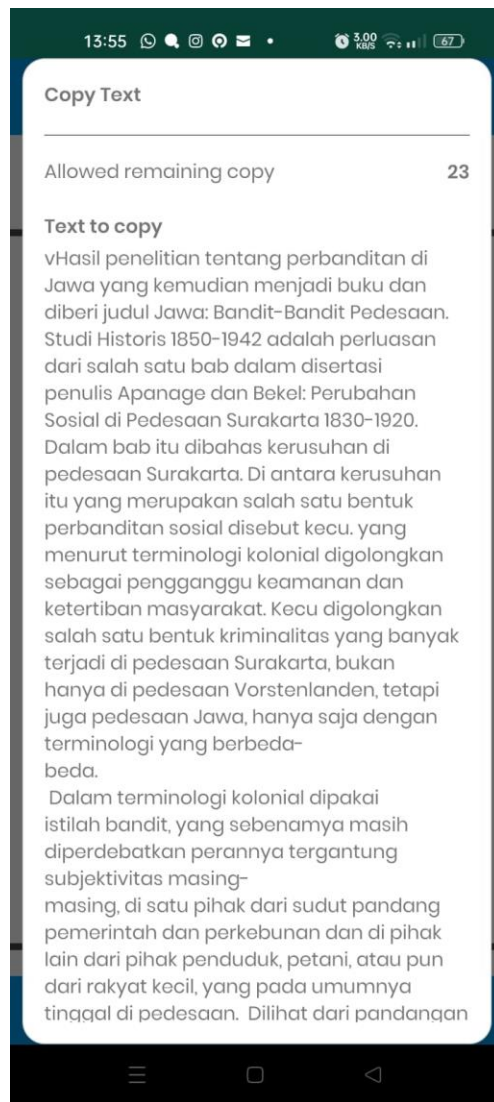 13:55
3.00
KB/S
67
Copy Text
Allowed remaining copy 23
Text to copy
vHasil penelitian tentang perbanditan di
Jawa yang kemudian menjadi buku dan
diberi judul Jawa: Bandit-Bandit Pedesaan.
Studi Historis 1850-1942 adalah perluasan
dari salah satu bab dalam disertasi
penulis Apanage dan Bekel: Perubahan
Sosial di Pedesaan Surakarta 1830-1920.
Dalam bab itu dibahas kerusuhan di
pedesaan Surakarta. Di antara kerusuhan
itu yang merupakan salah satu bentuk
perbanditan sosial disebut kecu. yang
menurut terminologi kolonial digolongkan
sebagai pengganggu keamanan dan
ketertiban masyarakat. Kecu digolongkan
salah satu bentuk kriminalitas yang banyak
terjadi di pedesaan Surakarta, bukan
hanya di pedesaan Vorstenlanden, tetapi
juga pedesaan Jawa, hanya saja dengan
terminologi yang berbeda-
beda.
Dalam terminologi kolonial dipakai
istilah bandit, yang sebenamya masih
diperdebatkan perannya tergantung
subjektivitas masing-
masing, di satu pihak dari sudut pandang
pemerintah dan perkebunan dan di pihak
lain dari pihak penduduk, petani, atau pun
dari rakyat kecil, yang pada umumnya
tinggal di pedesaan. Dilihat dari pandangan